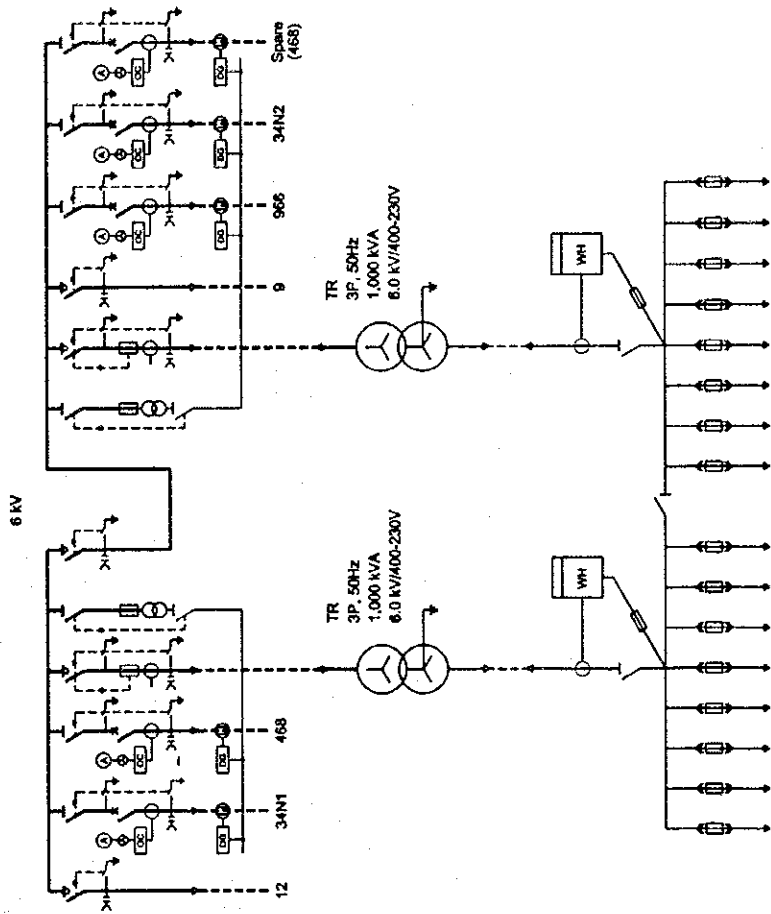 6 kV
A
OC
DG
Spare
(468)
A
OC
DG
34N2
A
OC
DG
966
9
TR
3P, 50Hz
1,000 kVA
6.0 kV/400-230V
WH
TR
3P, 50Hz
1,000 kVA
6.0 kV/400-230V
WH
A
OC
DG
468
A
OC
DG
34N1
12